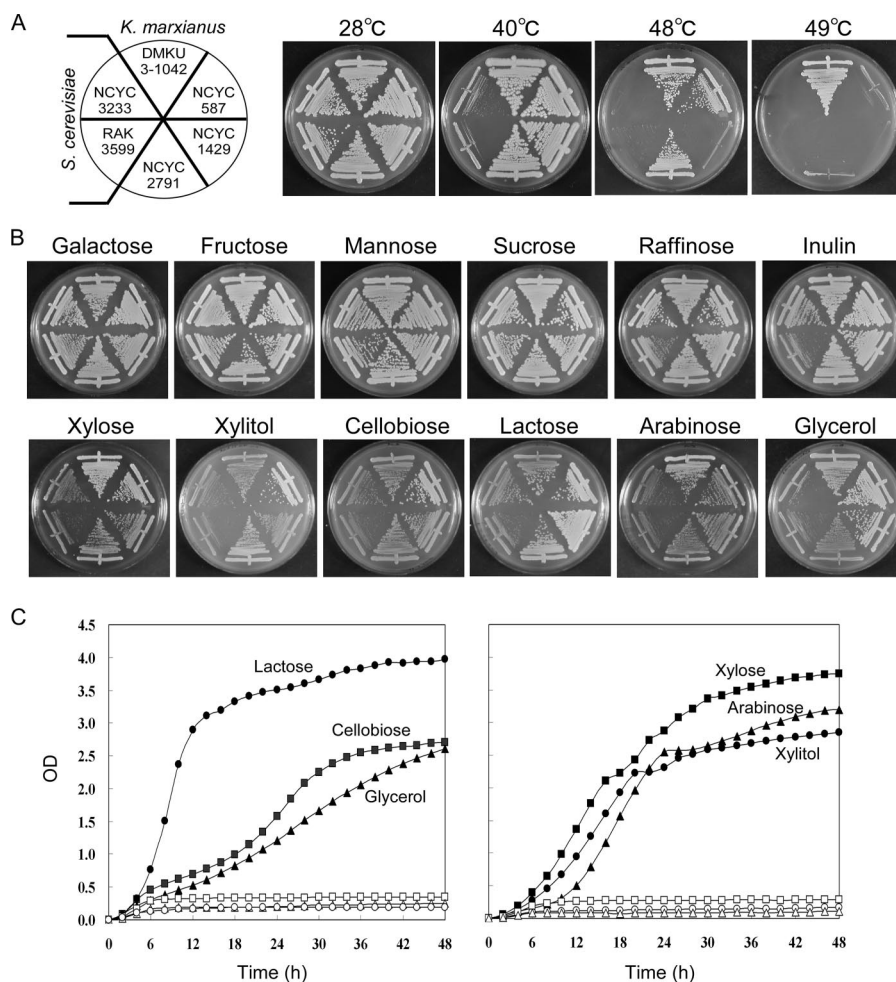 A
K. marxianus
S. cerevisiae
DMKU
3-1042
NCYC
3233
NCYC
587
RAK
3599
NCYC
1429
NCYC
2791
28°C 40°C 48°C 49°C
B
Galactose Fructose Mannose Sucrose Raffinose Inulin
Xylose Xylitol Cellobiose Lactose Arabinose Glycerol
C
OD
4.5
4.0
3.5
3.0
2.5
2.0
1.5
1.0
0.5
0.0
Lactose
Cellobiose
Glycerol
0 6 12 18 24 30 36 42 48
Time (h)
Xylose
Arabinose
Xylitol
0 6 12 18 24 30 36 42 48
Time (h)